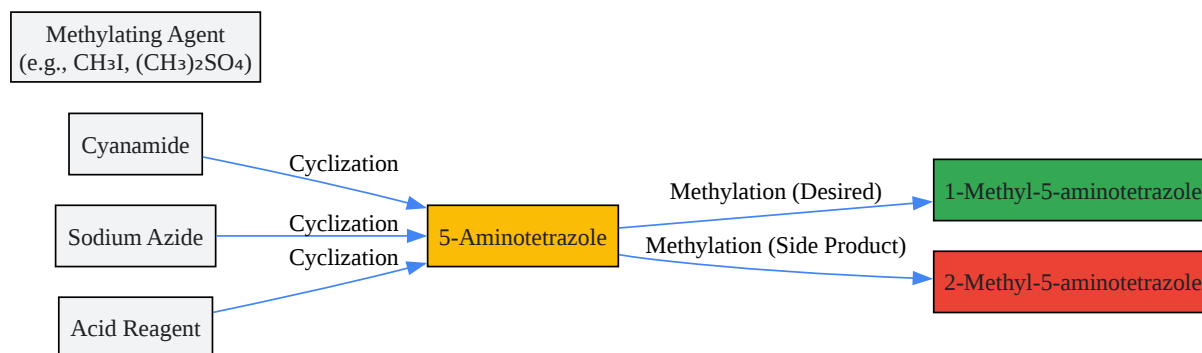 Methylating Agent
(e.g., CH₃I, (CH₃)₂SO₄)
Cyanamide
Sodium Azide
Acid Reagent
Cyclization
Cyclization
Cyclization
5-Aminotetrazole
Methylation (Desired)
Methylation (Side Product)
1-Methyl-5-aminotetrazole
2-Methyl-5-aminotetrazole